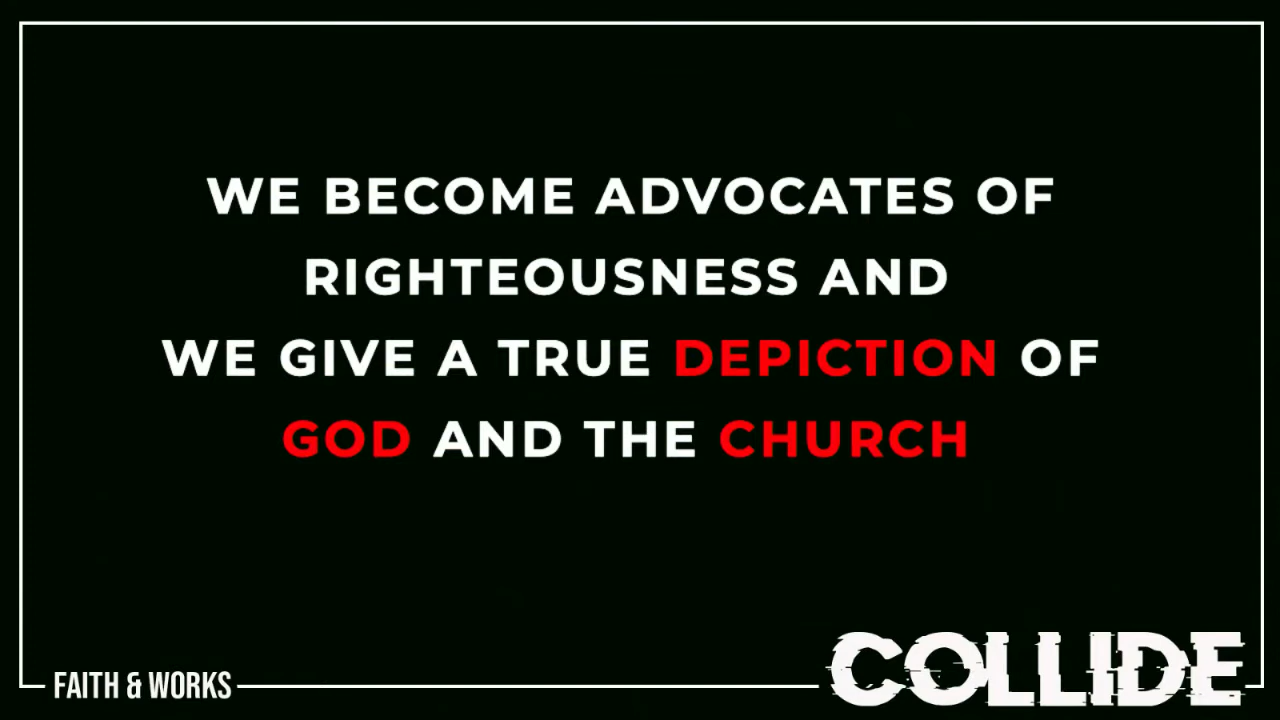 WE BECOME ADVOCATES OF
RIGHTEOUSNESS AND
WE GIVE A TRUE DEPICTION OF
GOD AND THE CHURCH
FAITH & WORKS
COLLIDE